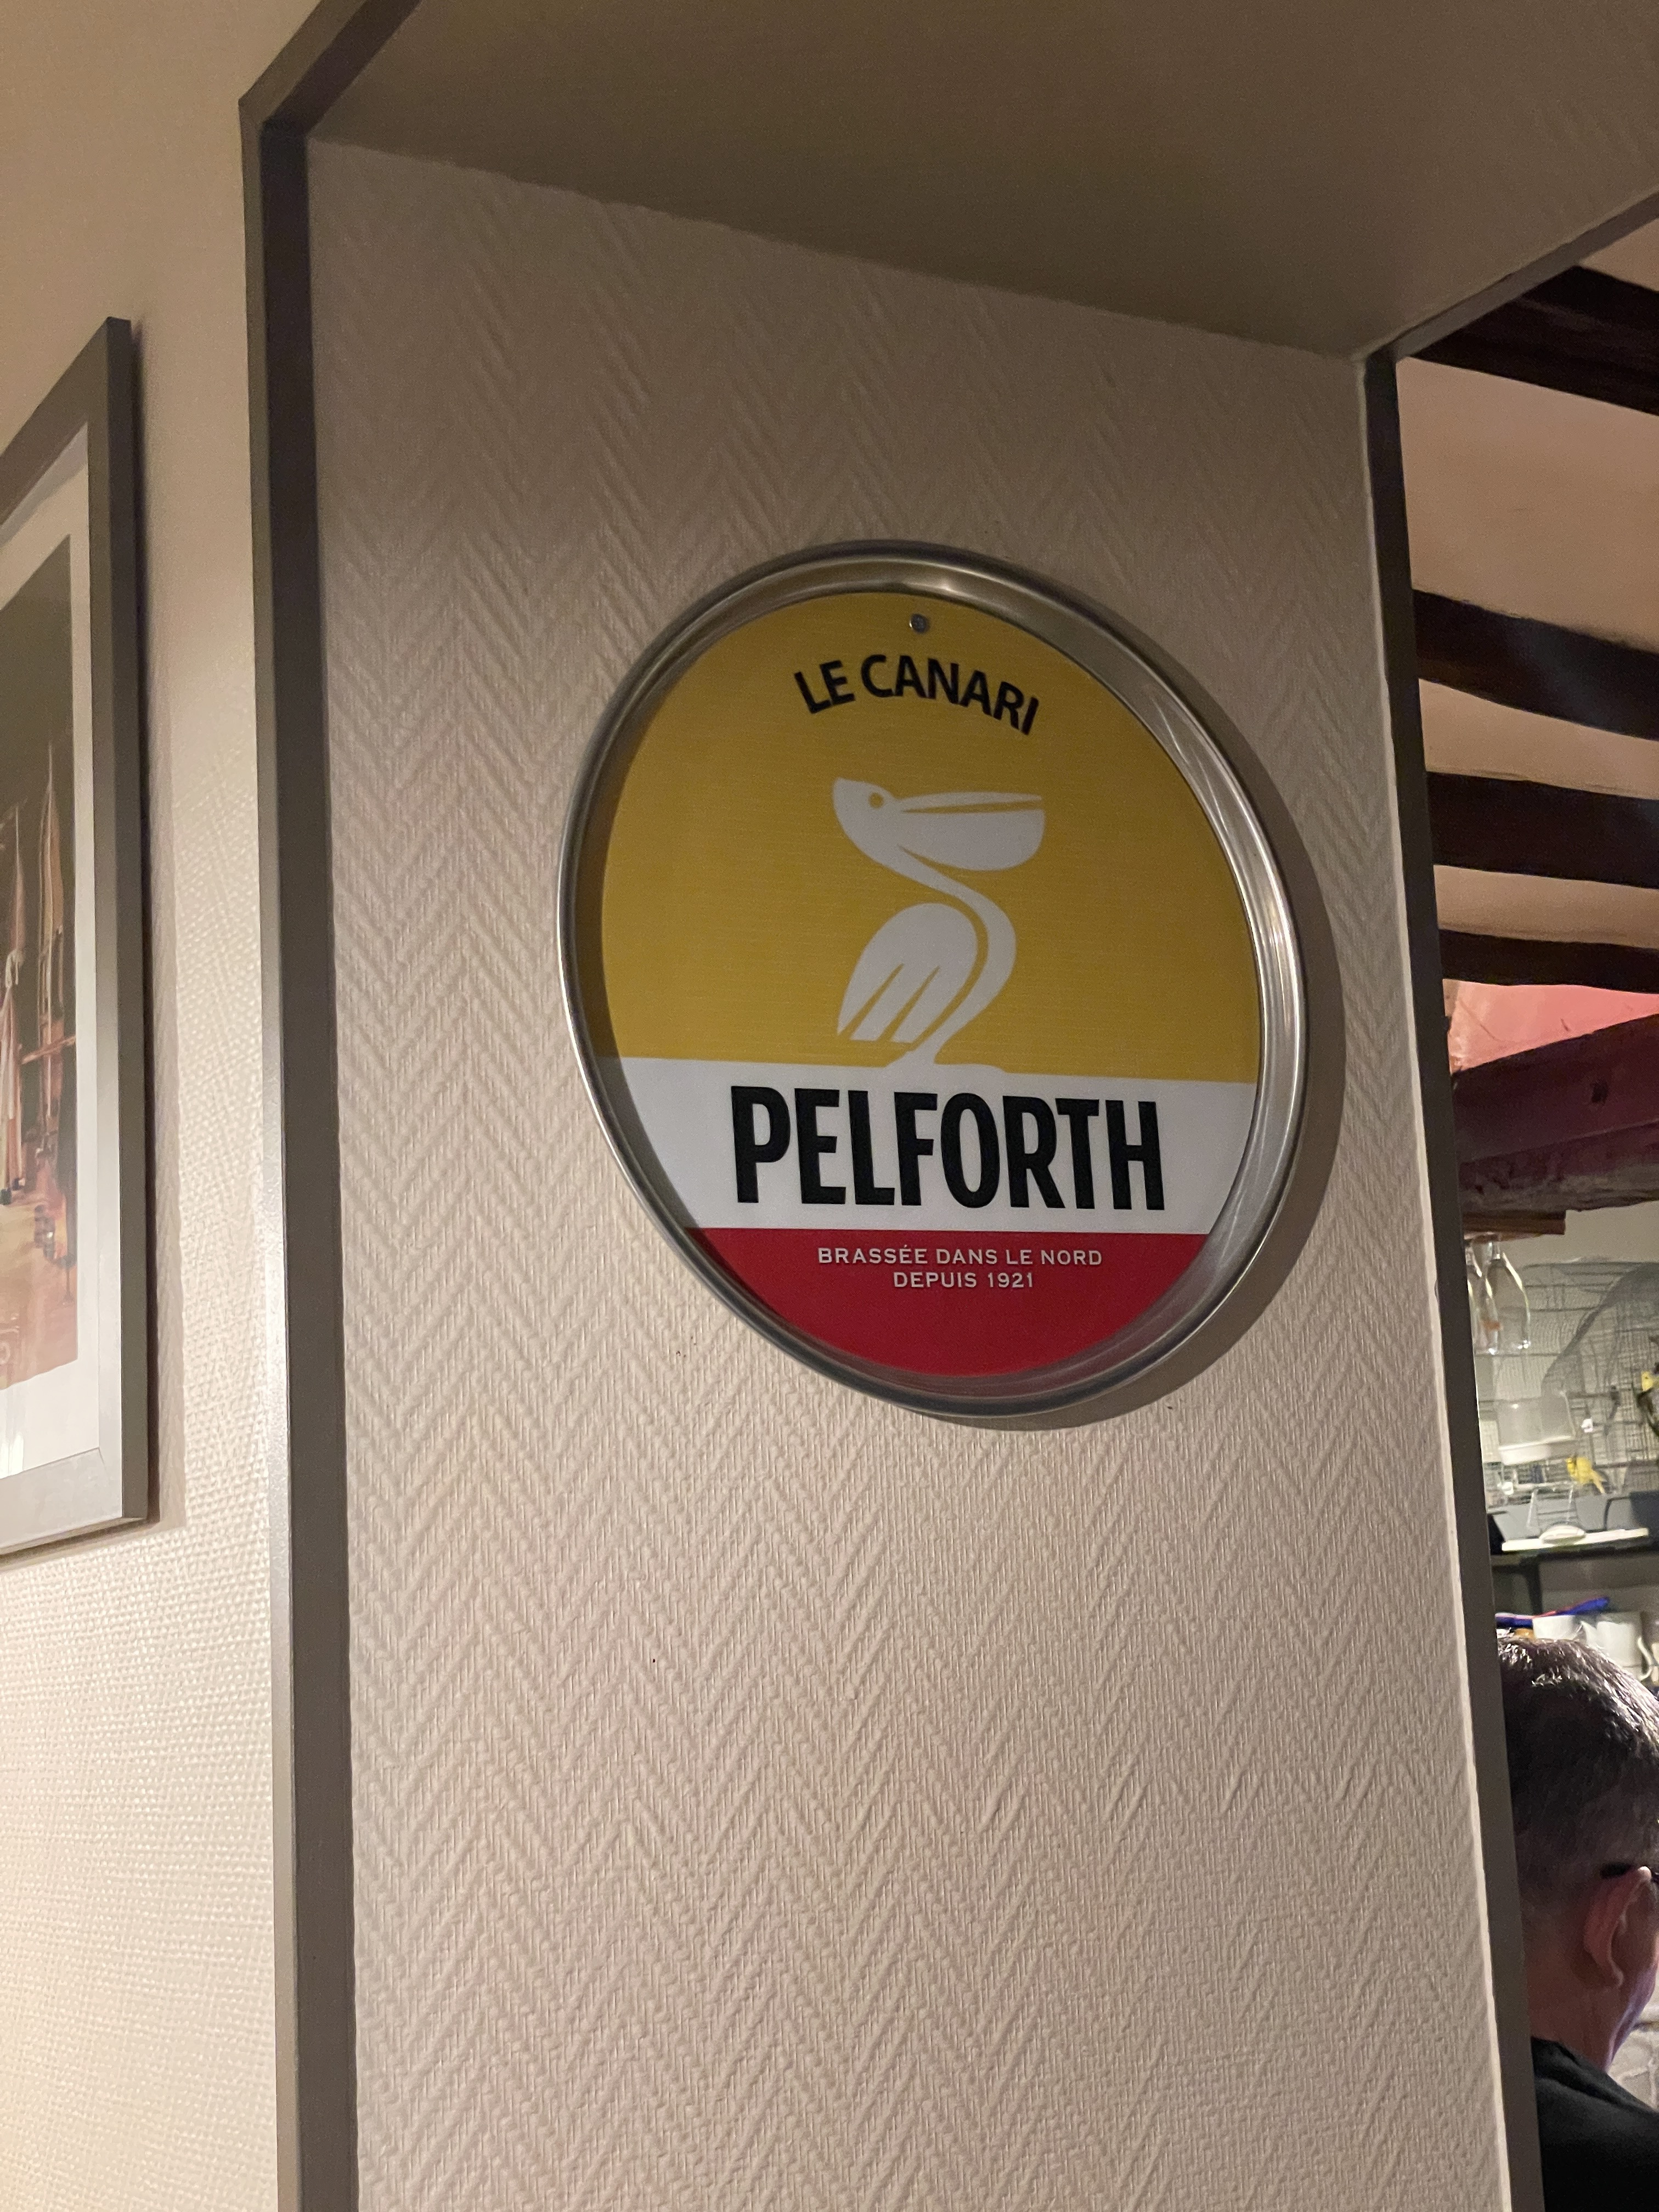 LE CANARI
PELFORTH
BRASSÉE DANS LE NORD
DEPUIS 1921